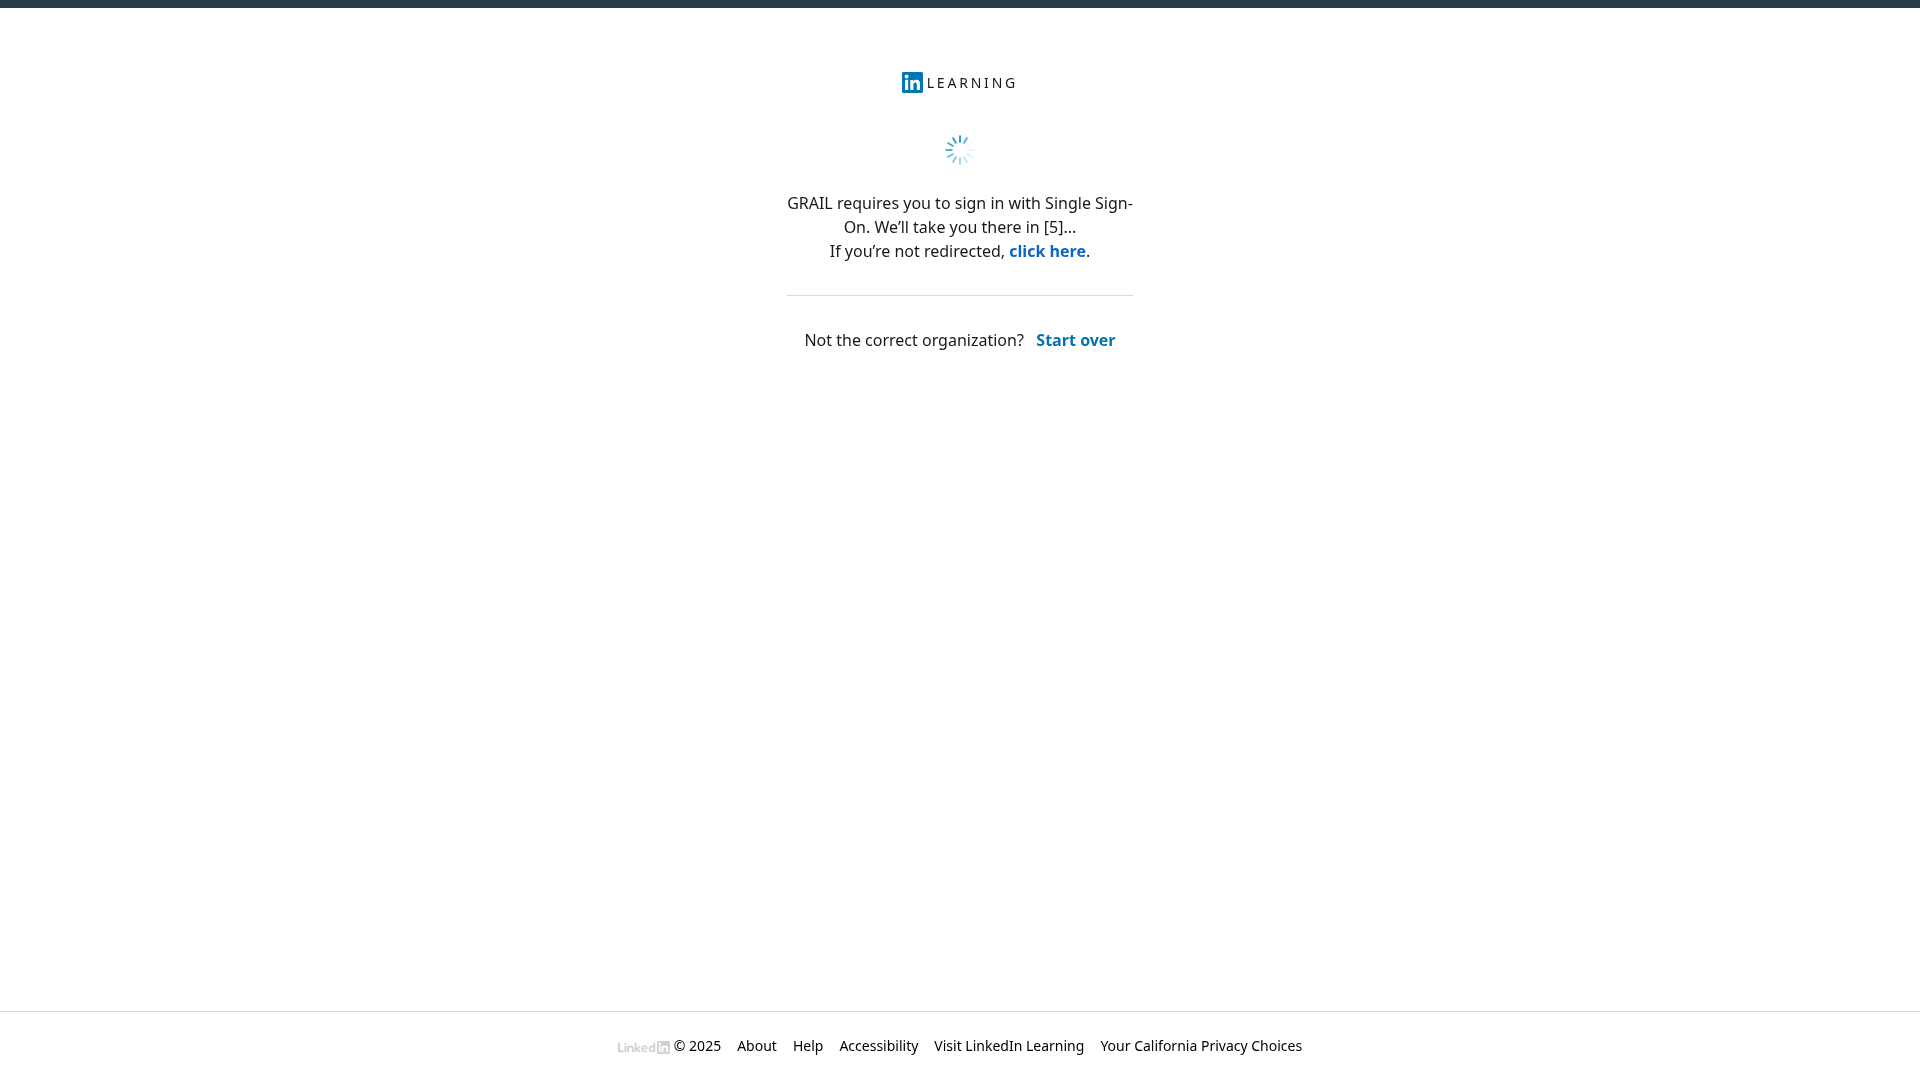 in LEARNING
GRAIL requires you to sign in with Single Sign-
On. We’ll take you there in [5]...
If you’re not redirected, click here.
Not the correct organization? Start over
Linkedin © 2025 About Help Accessibility Visit LinkedIn Learning Your California Privacy Choices